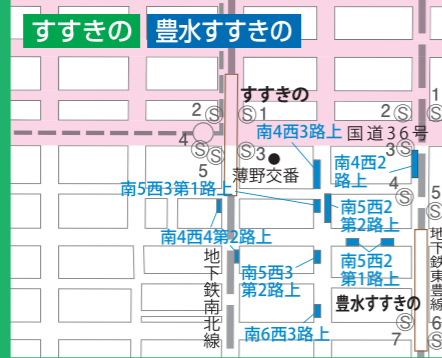 すすきの 豊水すすきの
すすきの
2 Ⓢ Ⓢ 1
2 Ⓢ
1
Ⓢ
南4西3路上
国道36号
4
Ⓢ
Ⓢ
5
Ⓢ 3
薄野交番
3 Ⓢ
南4西2
路上
4
Ⓢ
南5西3第1路上
5
Ⓢ
南5西2
第2路上
南4西4第2路上
地下鉄南北線
地下鉄東豊線
南5西3
第2路上
南5西2
第1路上
豊水すすきの
Ⓢ
7
6
Ⓢ
南6西3路上